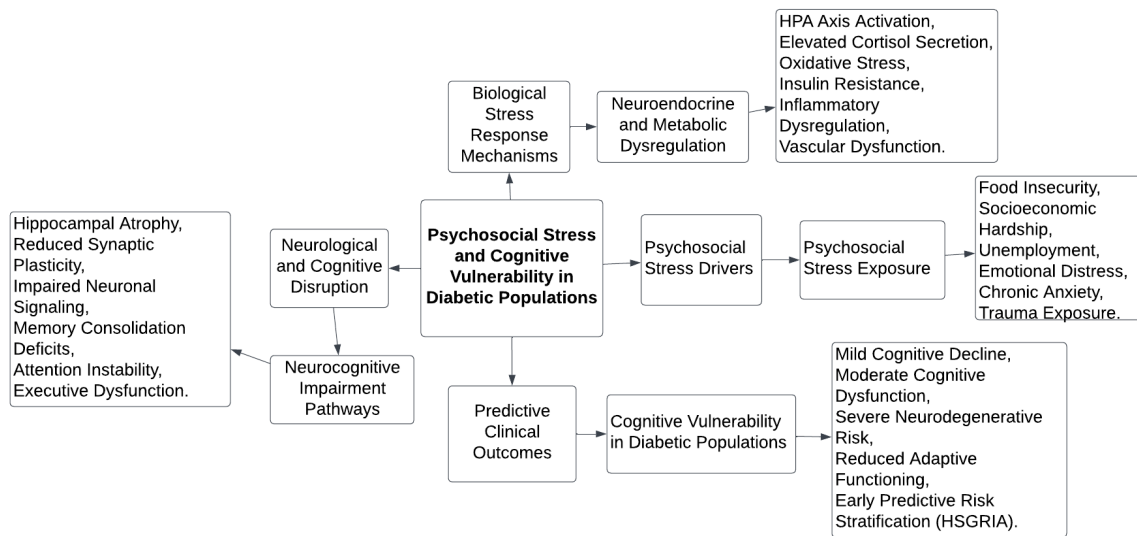 HPA Axis Activation,
Elevated Cortisol Secretion,
Oxidative Stress,
Insulin Resistance,
Inflammatory
Dysregulation,
Vascular Dysfunction.
Biological
Stress
Response
Mechanisms
Neuroendocrine
and Metabolic
Dysregulation
Food Insecurity,
Socioeconomic
Hardship,
Unemployment,
Emotional Distress,
Chronic Anxiety,
Trauma Exposure.
Hippocampal Atrophy,
Reduced Synaptic
Plasticity,
Impaired Neuronal
Signaling,
Memory Consolidation
Deficits,
Attention Instability,
Executive Dysfunction.
Neurological
and Cognitive
Disruption
Psychosocial Stress
and Cognitive
Vulnerability in
Diabetic Populations
Psychosocial
Stress Drivers
Psychosocial
Stress Exposure
Neurocognitive
Impairment
Pathways
Predictive
Clinical
Outcomes
Cognitive Vulnerability
in Diabetic Populations
Mild Cognitive Decline,
Moderate Cognitive
Dysfunction,
Severe Neurodegenerative
Risk,
Reduced Adaptive
Functioning,
Early Predictive Risk
Stratification (HSGRIA).